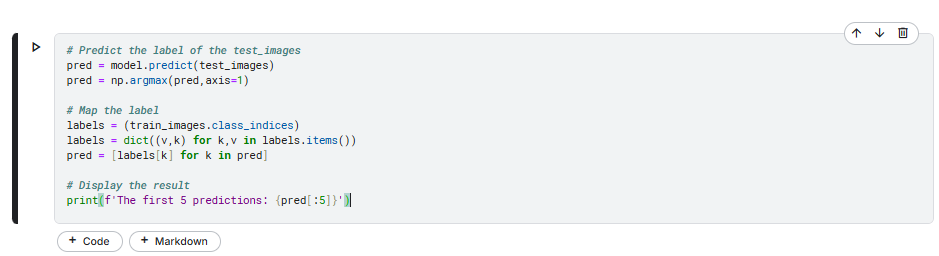 # Predict the label of the test_images
pred = model.predict(test_images)
pred = np.argmax(pred,axis=1)
# Map the label
labels = (train_images.class_indices)
labels = dict((v,k) for k,v in labels.items())
pred = [labels[k] for k in pred]
# Display the result
print(f'The first 5 predictions: {pred[:5]}')
+ Code + Markdown